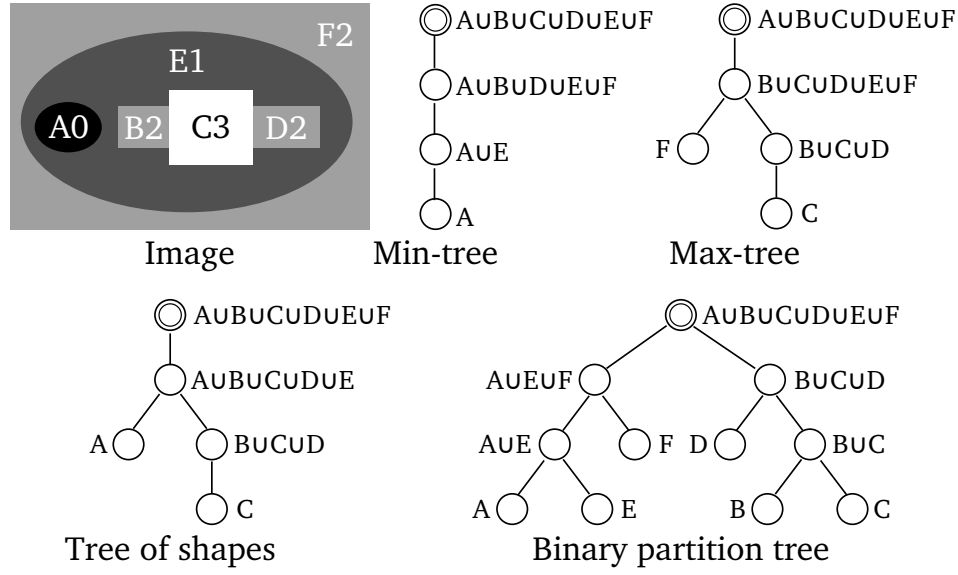 F2
E1
A0
B2
C3
D2
Image
A∪B∪C∪D∪E∪F
A∪B∪D∪E∪F
A∪E
A
Min-tree
A∪B∪C∪D∪E∪F
B∪C∪D∪E∪F
F
B∪C∪D
C
Max-tree
A∪B∪C∪D∪E∪F
A∪B∪C∪D∪E
A
B∪C∪D
C
Tree of shapes
A∪B∪C∪D∪E∪F
A∪E∪F
B∪C∪D
A∪E
F
D
B∪C
A
E
B
C
Binary partition tree